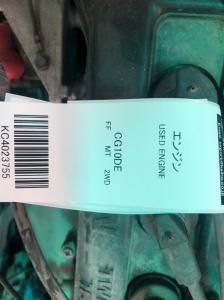 エンジン
USED ENGINE
CG10DE
FF MT 2WD
KC4023755